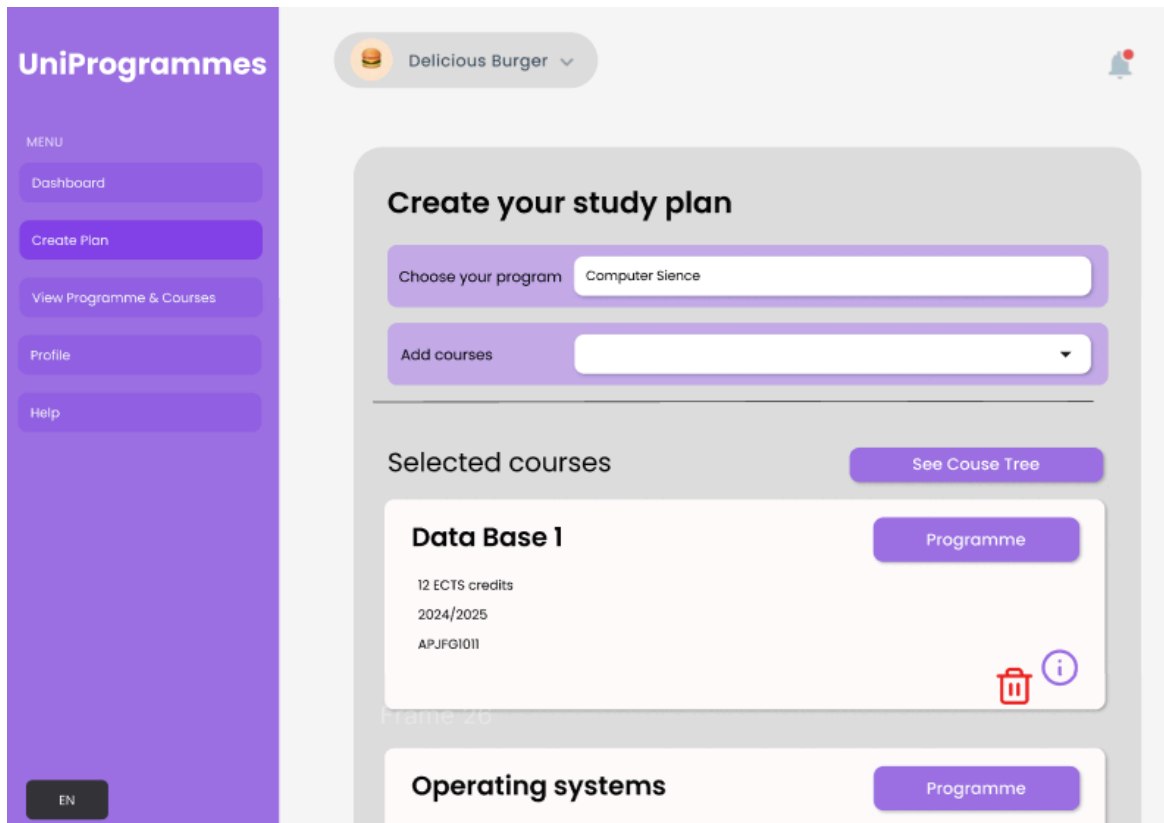 UniProgrammes
Delicious Burger
MENU
Dashboard
Create Plan
View Programme & Courses
Profile
Help
EN
Create your study plan
Choose your program
Computer Sience
Add courses
Selected courses
See Couse Tree
Data Base 1
Programme
12 ECTS credits
2024/2025
APJFG1011
Frame 26
Operating systems
Programme